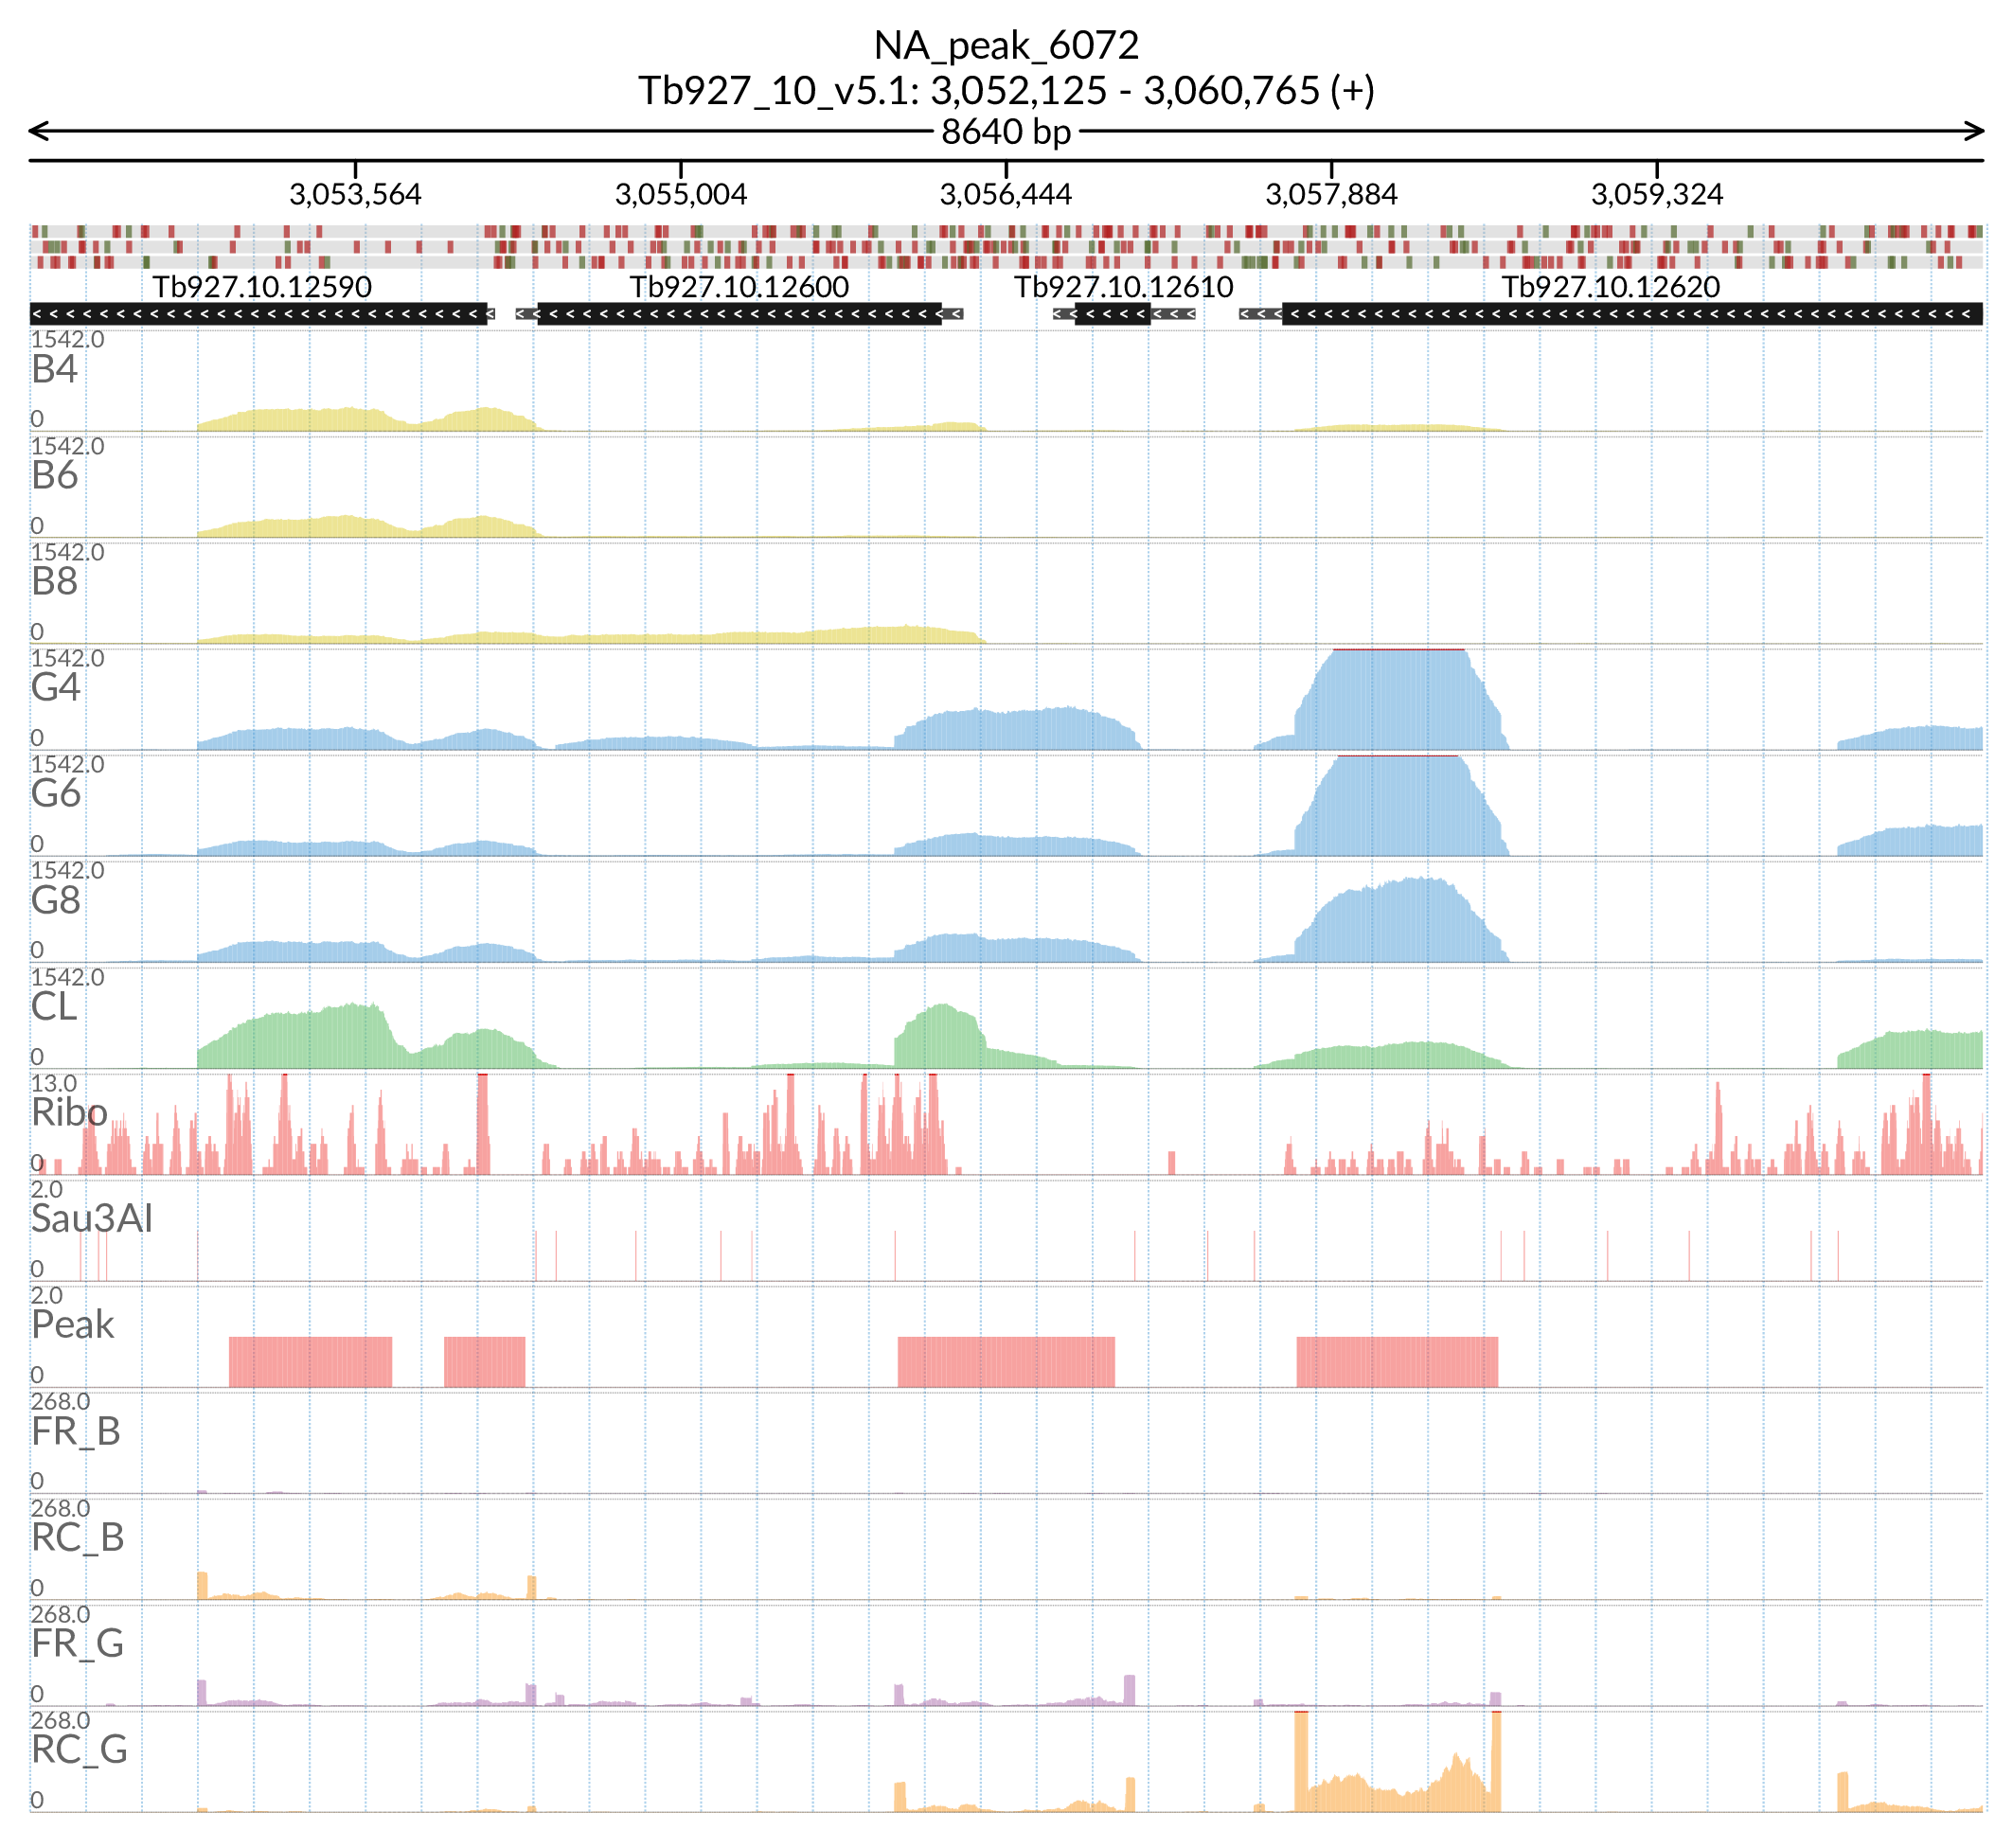 NA_peak_6072
Tb927_10_v5.1: 3,052,125 - 3,060,765 (+)
8640 bp
3,053,564 3,055,004 3,056,444 3,057,884 3,059,324
Tb927.10.12590 Tb927.10.12600 Tb927.10.12610 Tb927.10.12620
1542.0
B4
0
1542.0
B6
0
1542.0
B8
0
1542.0
G4
0
1542.0
G6
0
1542.0
G8
0
1542.0
CL
0
13.0
Ribo
0
2.0
Sau3AI
0
2.0
Peak
0
268.0
FR_B
0
268.0
RC_B
0
268.0
FR_G
0
268.0
RC_G
0